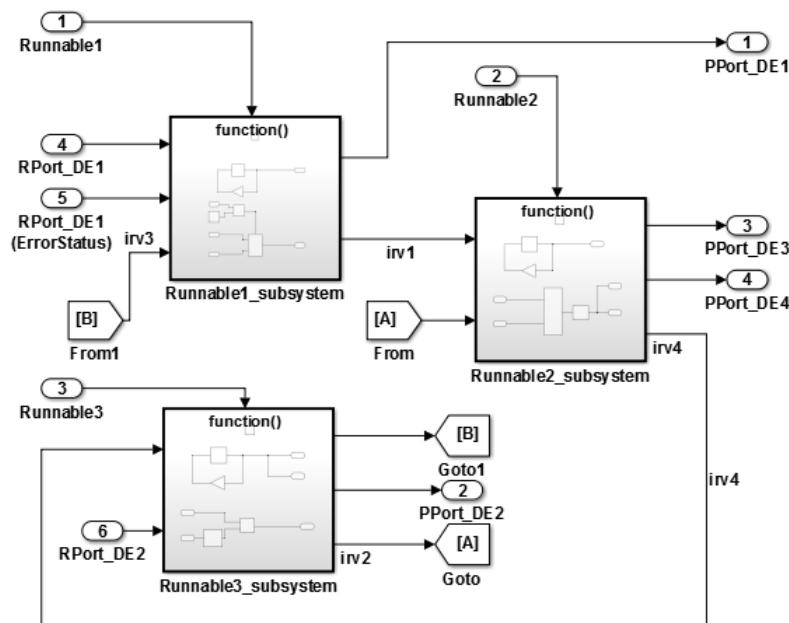 1
Runnable1
1
PPort_DE1
2
Runnable2
function()
4
RPort_DE1
5
RPort_DE1
(ErrorStatus)
irv3
irv1
Runnable1_subsystem
[B]
From1
function()
3
PPort_DE3
4
PPort_DE4
[A]
From
irv4
Runnable2_subsystem
3
Runnable3
function()
[B]
Goto1
2
PPort_DE2
6
RPort_DE2
irv2
[A]
Goto
Runnable3_subsystem
irv4